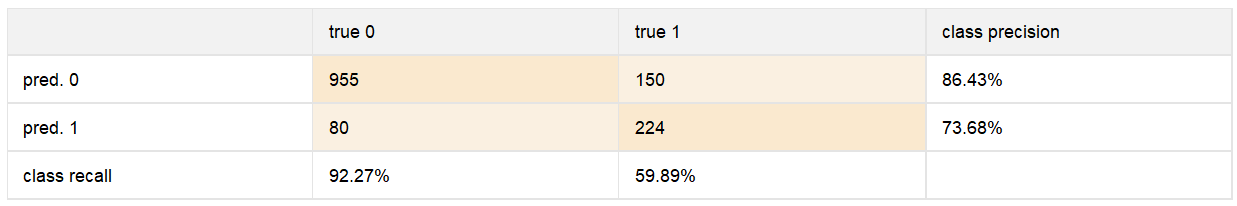 true 0 true 1 class precision
pred. 0 955 150 86.43%
pred. 1 80 224 73.68%
class recall 92.27% 59.89%